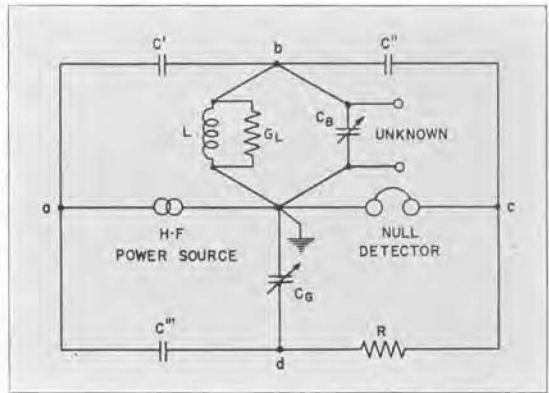 C' b C"
L GL CB UNKNOWN
a c
H-F NULL
POWER SOURCE DETECTOR
CG
C''' R
d